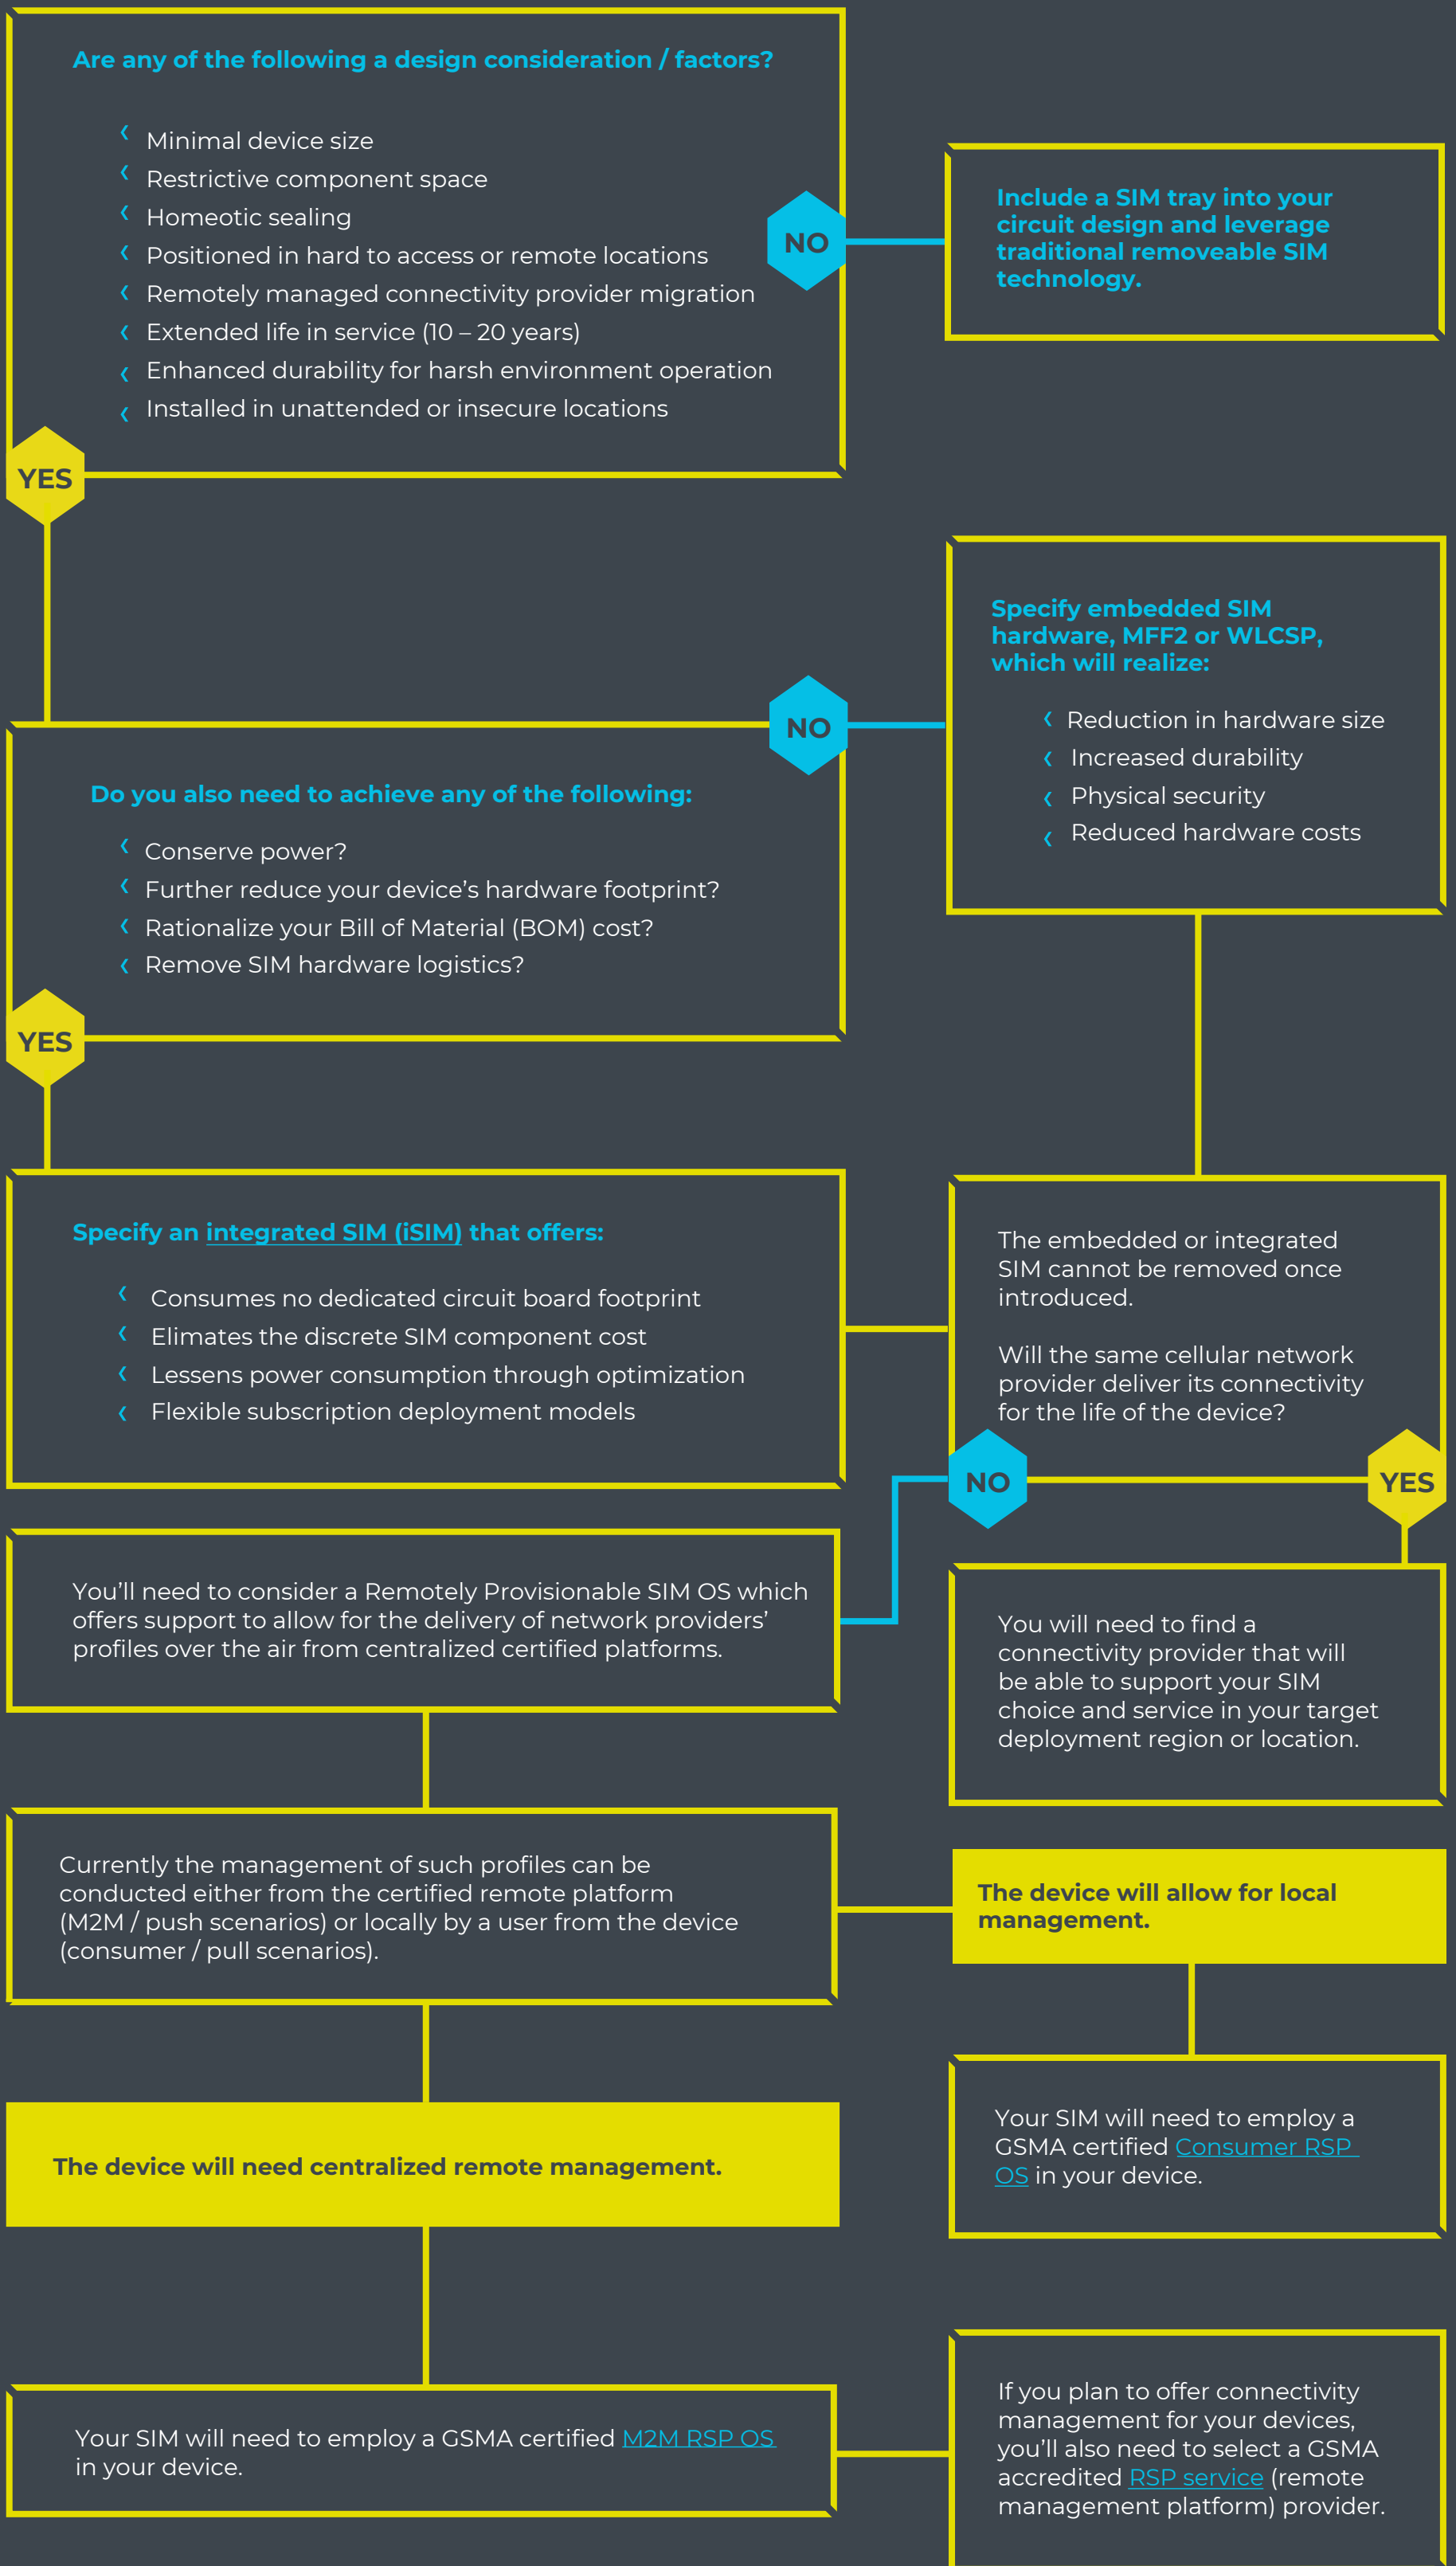 Are any of the following a design consideration / factors?
Minimal device size
Restrictive component space
Homeotic sealing
Positioned in hard to access or remote locations
Remotely managed connectivity provider migration
Extended life in service (10 – 20 years)
Enhanced durability for harsh environment operation
Installed in unattended or insecure locations
NO
Include a SIM tray into your
circuit design and leverage
traditional removeable SIM
technology.
YES
Do you also need to achieve any of the following:
Conserve power?
Further reduce your device’s hardware footprint?
Rationalize your Bill of Material (BOM) cost?
Remove SIM hardware logistics?
NO
Specify embedded SIM
hardware, MFF2 or WLCSP,
which will realize:
Reduction in hardware size
Increased durability
Physical security
Reduced hardware costs
YES
Specify an integrated SIM (iSIM) that offers:
Consumes no dedicated circuit board footprint
Elimates the discrete SIM component cost
Lessens power consumption through optimization
Flexible subscription deployment models
The embedded or integrated
SIM cannot be removed once
introduced.
Will the same cellular network
provider deliver its connectivity
for the life of the device?
NO
YES
You’ll need to consider a Remotely Provisionable SIM OS which
offers support to allow for the delivery of network providers’
profiles over the air from centralized certified platforms.
You will need to find a
connectivity provider that will
be able to support your SIM
choice and service in your target
deployment region or location.
Currently the management of such profiles can be
conducted either from the certified remote platform
(M2M / push scenarios) or locally by a user from the device
(consumer / pull scenarios).
The device will allow for local
management.
Your SIM will need to employ a
GSMA certified Consumer RSP
OS in your device.
The device will need centralized remote management.
Your SIM will need to employ a GSMA certified M2M RSP OS
in your device.
If you plan to offer connectivity
management for your devices,
you’ll also need to select a GSMA
accredited RSP service (remote
management platform) provider.